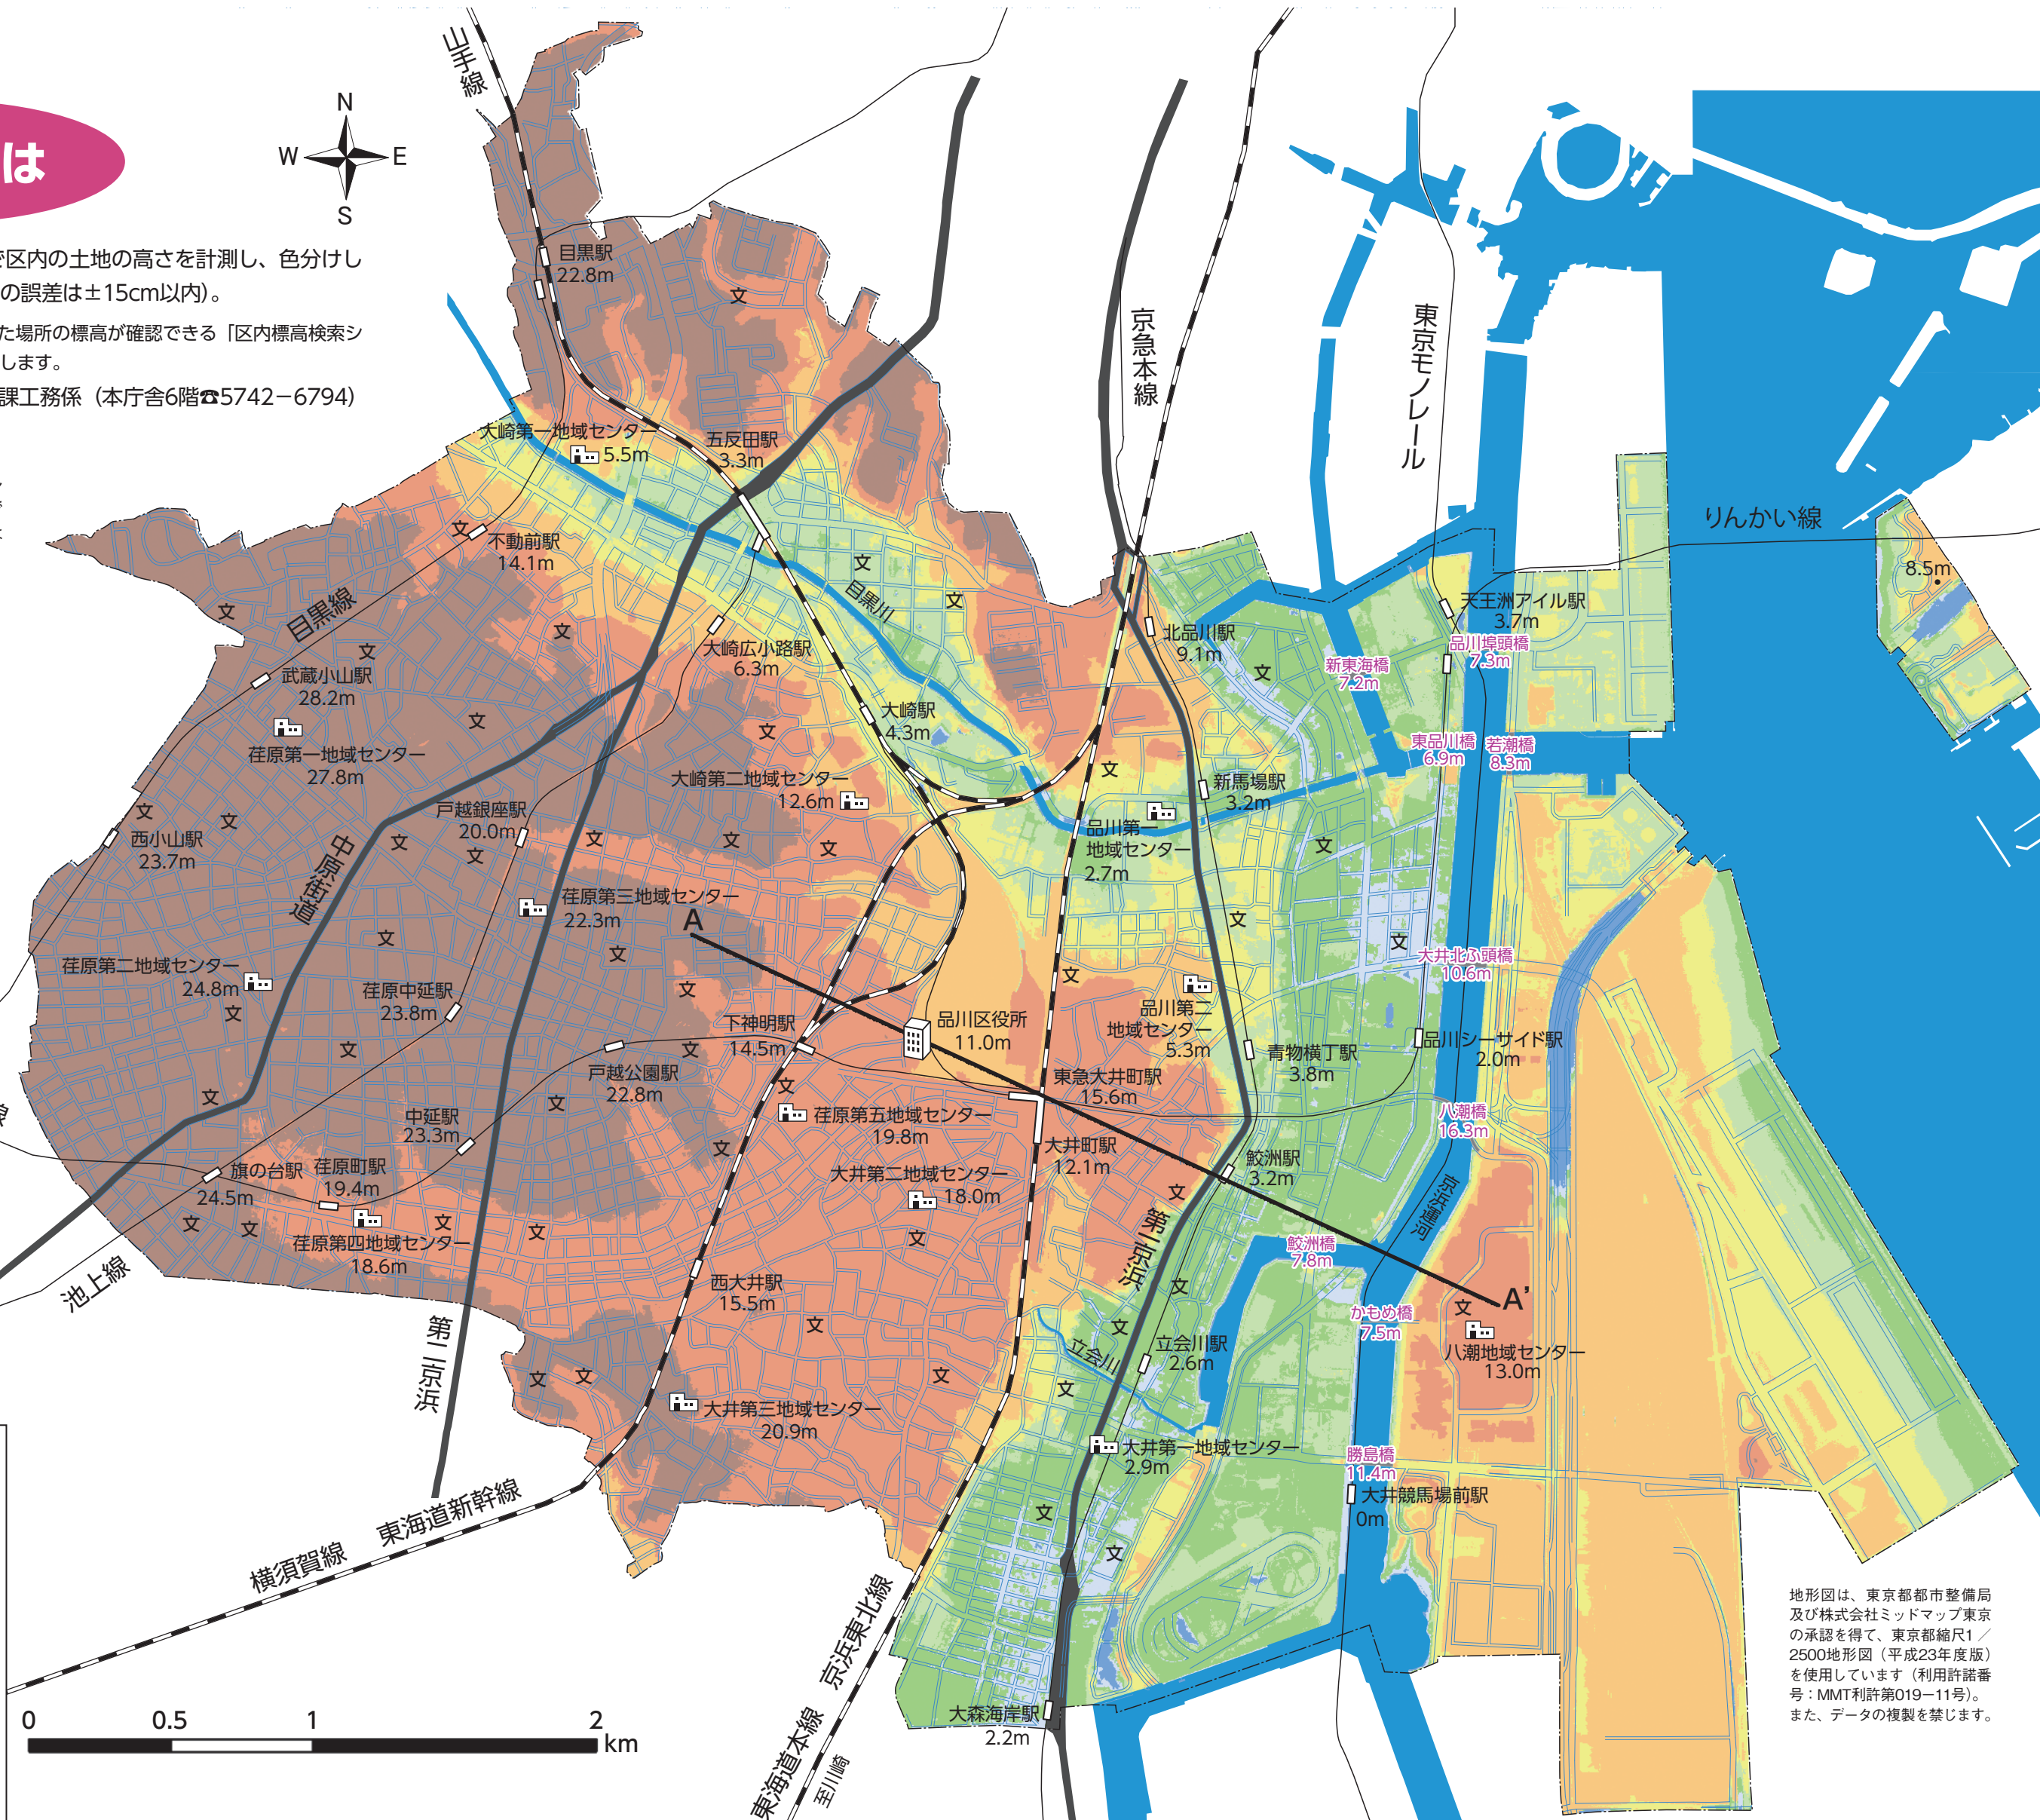 山手線
N
W
E
S
は
で区内の土地の高さを計測し、色分けし
の誤差は±15cm以内）。
た場所の標高が確認できる「区内標高検索シ
します。
課工務係（本庁舎6階☎5742−6794）
目黒駅
22.8m
京急本線
東京モノレール
りんかい線
大崎第一地域センター
5.5m
五反田駅
3.3m
不動前駅
14.1m
目黒線
目黒川
8.5m
天王洲アイル駅
3.7m
品川埠頭橋
7.3m
北品川駅
9.1m
新東海橋
7.2m
大崎広小路駅
6.3m
武蔵小山駅
28.2m
荏原第一地域センター
27.8m
大崎駅
4.3m
東品川橋
6.9m
若潮橋
8.3m
大崎第二地域センター
12.6m
新馬場駅
3.2m
戸越銀座駅
20.0m
西小山駅
23.7m
中原街道
品川第一
地域センター
2.7m
荏原第三地域センター
22.3m
A
荏原第二地域センター
24.8m
荏原中延駅
23.8m
大井北ふ頭橋
10.6m
下神明駅
14.5m
品川区役所
11.0m
品川第二
地域センター
5.3m
青物横丁駅
3.8m
品川シーサイド駅
2.0m
戸越公園駅
22.8m
東急大井町駅
15.6m
中延駅
23.3m
荏原第五地域センター
19.8m
八潮橋
16.3m
大井町駅
12.1m
鮫洲駅
3.2m
旗の台駅
24.5m
荏原町駅
19.4m
大井第二地域センター
18.0m
京浜運河
第一京浜
荏原第四地域センター
18.6m
鮫洲橋
7.8m
池上線
西大井駅
15.5m
A’
かもめ橋
7.5m
第二京浜
立会川
立会川駅
2.6m
八潮地域センター
13.0m
大井第三地域センター
20.9m
大井第一地域センター
2.9m
勝島橋
11.4m
大井競馬場前駅
0m
横須賀線
東海道新幹線
京浜東北線
東海道本線
至川崎
大森海岸駅
2.2m
0
0.5
1
2
km
地形図は、東京都都市整備局
及び株式会社ミッドマップ東京
の承認を得て、東京都縮尺1／
2500地形図（平成23年度版）
を使用しています（利用許諾番
号：MMT利許第019−11号）。
また、データの複製を禁じます。